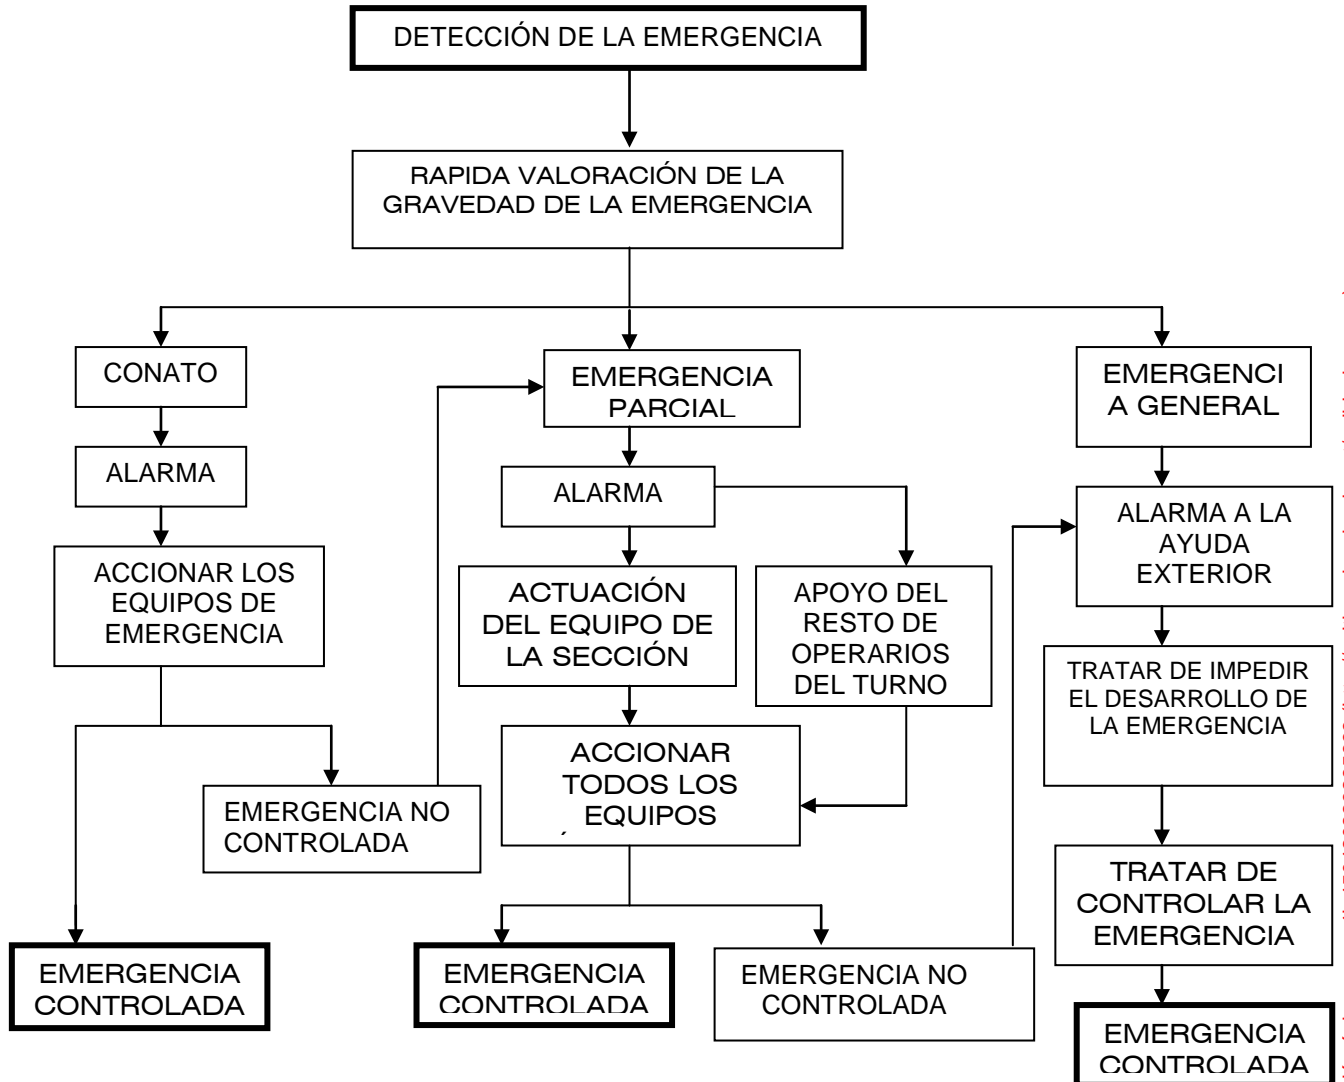 DETECCIÓN DE LA EMERGENCIA
RAPIDA VALORACIÓN DE LA
GRAVEDAD DE LA EMERGENCIA
CONATO
ALARMA
ACCIONAR LOS
EQUIPOS DE
EMERGENCIA
EMERGENCIA NO
CONTROLADA
EMERGENCIA
CONTROLADA
EMERGENCIA
PARCIAL
ALARMA
ACTUACIÓN
DEL EQUIPO DE
LA SECCIÓN
APOYO DEL
RESTO DE
OPERARIOS
DEL TURNO
ACCIONAR
TODOS LOS
EQUIPOS
EMERGENCIA
CONTROLADA
EMERGENCIA NO
CONTROLADA
EMERGENCI
A GENERAL
ALARMA A LA
AYUDA
EXTERIOR
TRATAR DE IMPEDIR
EL DESARROLLO DE
LA EMERGENCIA
TRATAR DE
CONTROLAR LA
EMERGENCIA
EMERGENCIA
CONTROLADA